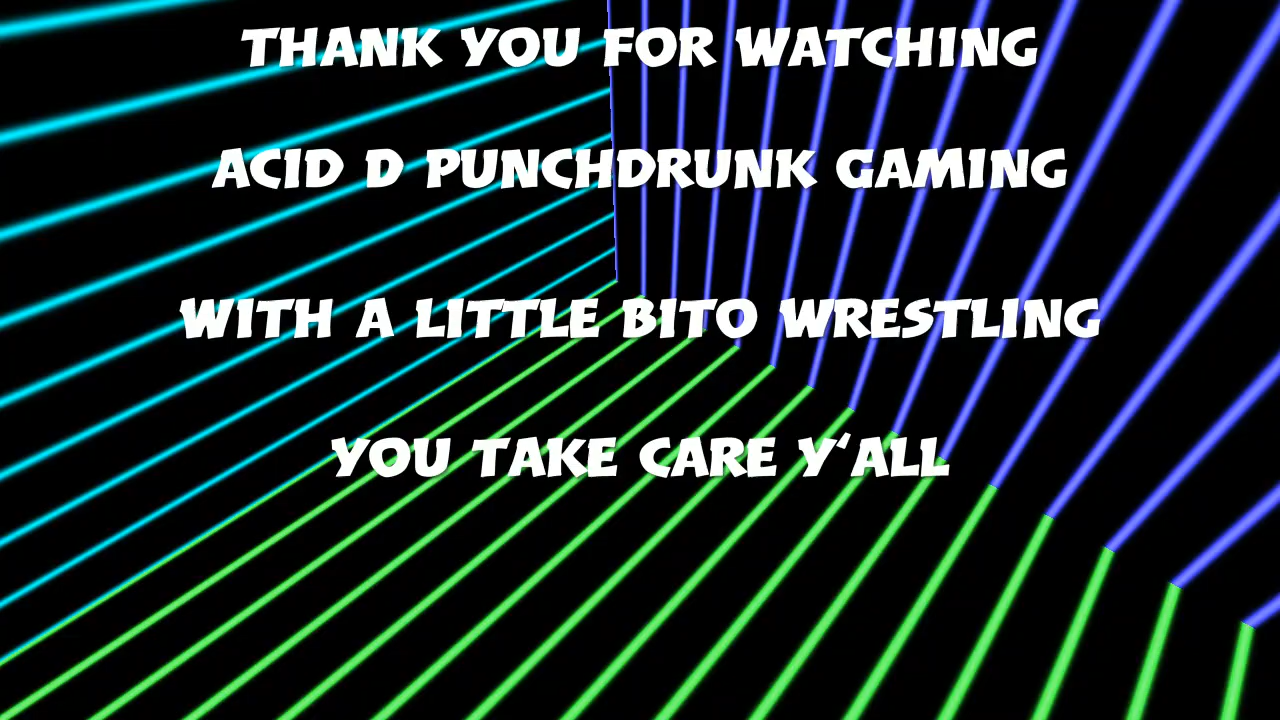 THANK YOU FOR WATCHING
ACID D PUNCHDRUNK GAMING
WITH A LITTLE BITO WRESTLING
YOU TAKE CARE Y'ALL